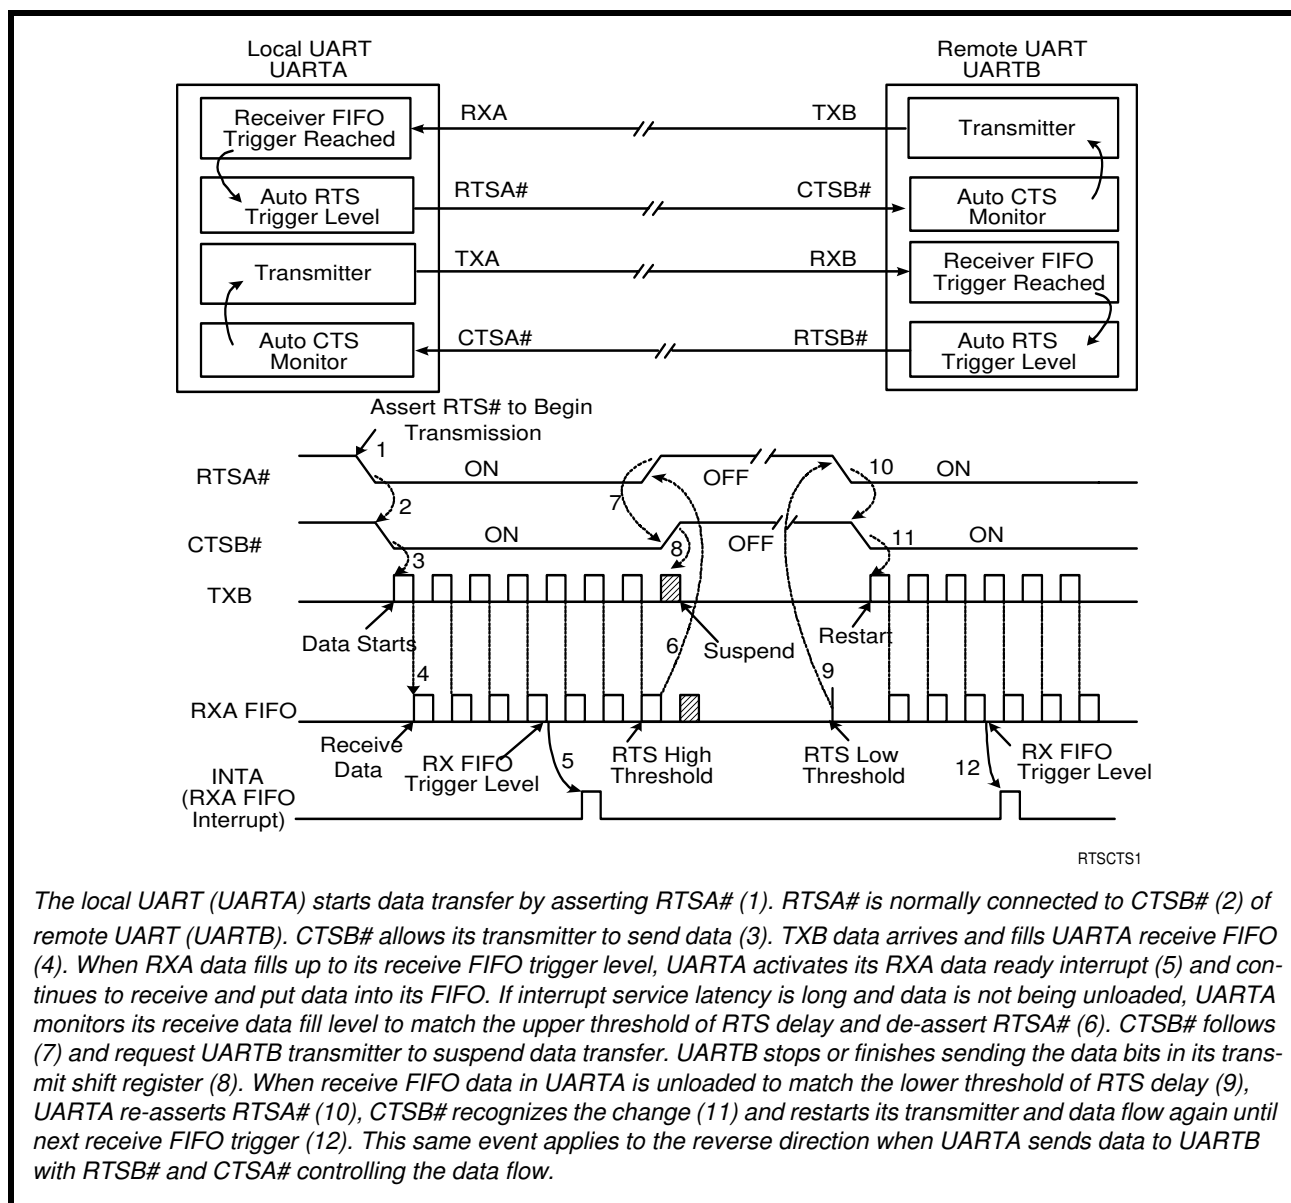 Local UART
UARTA
Remote UART
UARTB
Receiver FIFO
Trigger Reached
RXA
TXB
Transmitter
Auto RTS
Trigger Level
RTSA#
CTSB#
Auto CTS
Monitor
Transmitter
TXA
RXB
Receiver FIFO
Trigger Reached
Auto CTS
Monitor
CTSA#
RTSB#
Auto RTS
Trigger Level
Assert RTS# to Begin
Transmission
RTSA#
1
ON
7
OFF
10
ON
2
CTSB#
ON
8
OFF
11
ON
3
TXB
Data Starts
6
Suspend
Restart
4
9
RXA FIFO
Receive
Data
RX FIFO
Trigger Level
5
RTS High
Threshold
RTS Low
Threshold
12
RX FIFO
Trigger Level
INTA
(RXA FIFO
Interrupt)
RTSCTS1
The local UART (UARTA) starts data transfer by asserting RTSA# (1). RTSA# is normally connected to CTSB# (2) of
remote UART (UARTB). CTSB# allows its transmitter to send data (3). TXB data arrives and fills UARTA receive FIFO
(4). When RXA data fills up to its receive FIFO trigger level, UARTA activates its RXA data ready interrupt (5) and con-
tinues to receive and put data into its FIFO. If interrupt service latency is long and data is not being unloaded, UARTA
monitors its receive data fill level to match the upper threshold of RTS delay and de-assert RTSA# (6). CTSB# follows
(7) and request UARTB transmitter to suspend data transfer. UARTB stops or finishes sending the data bits in its trans-
mit shift register (8). When receive FIFO data in UARTA is unloaded to match the lower threshold of RTS delay (9),
UARTA re-asserts RTSA# (10), CTSB# recognizes the change (11) and restarts its transmitter and data flow again until
next receive FIFO trigger (12). This same event applies to the reverse direction when UARTA sends data to UARTB
with RTSB# and CTSA# controlling the data flow.